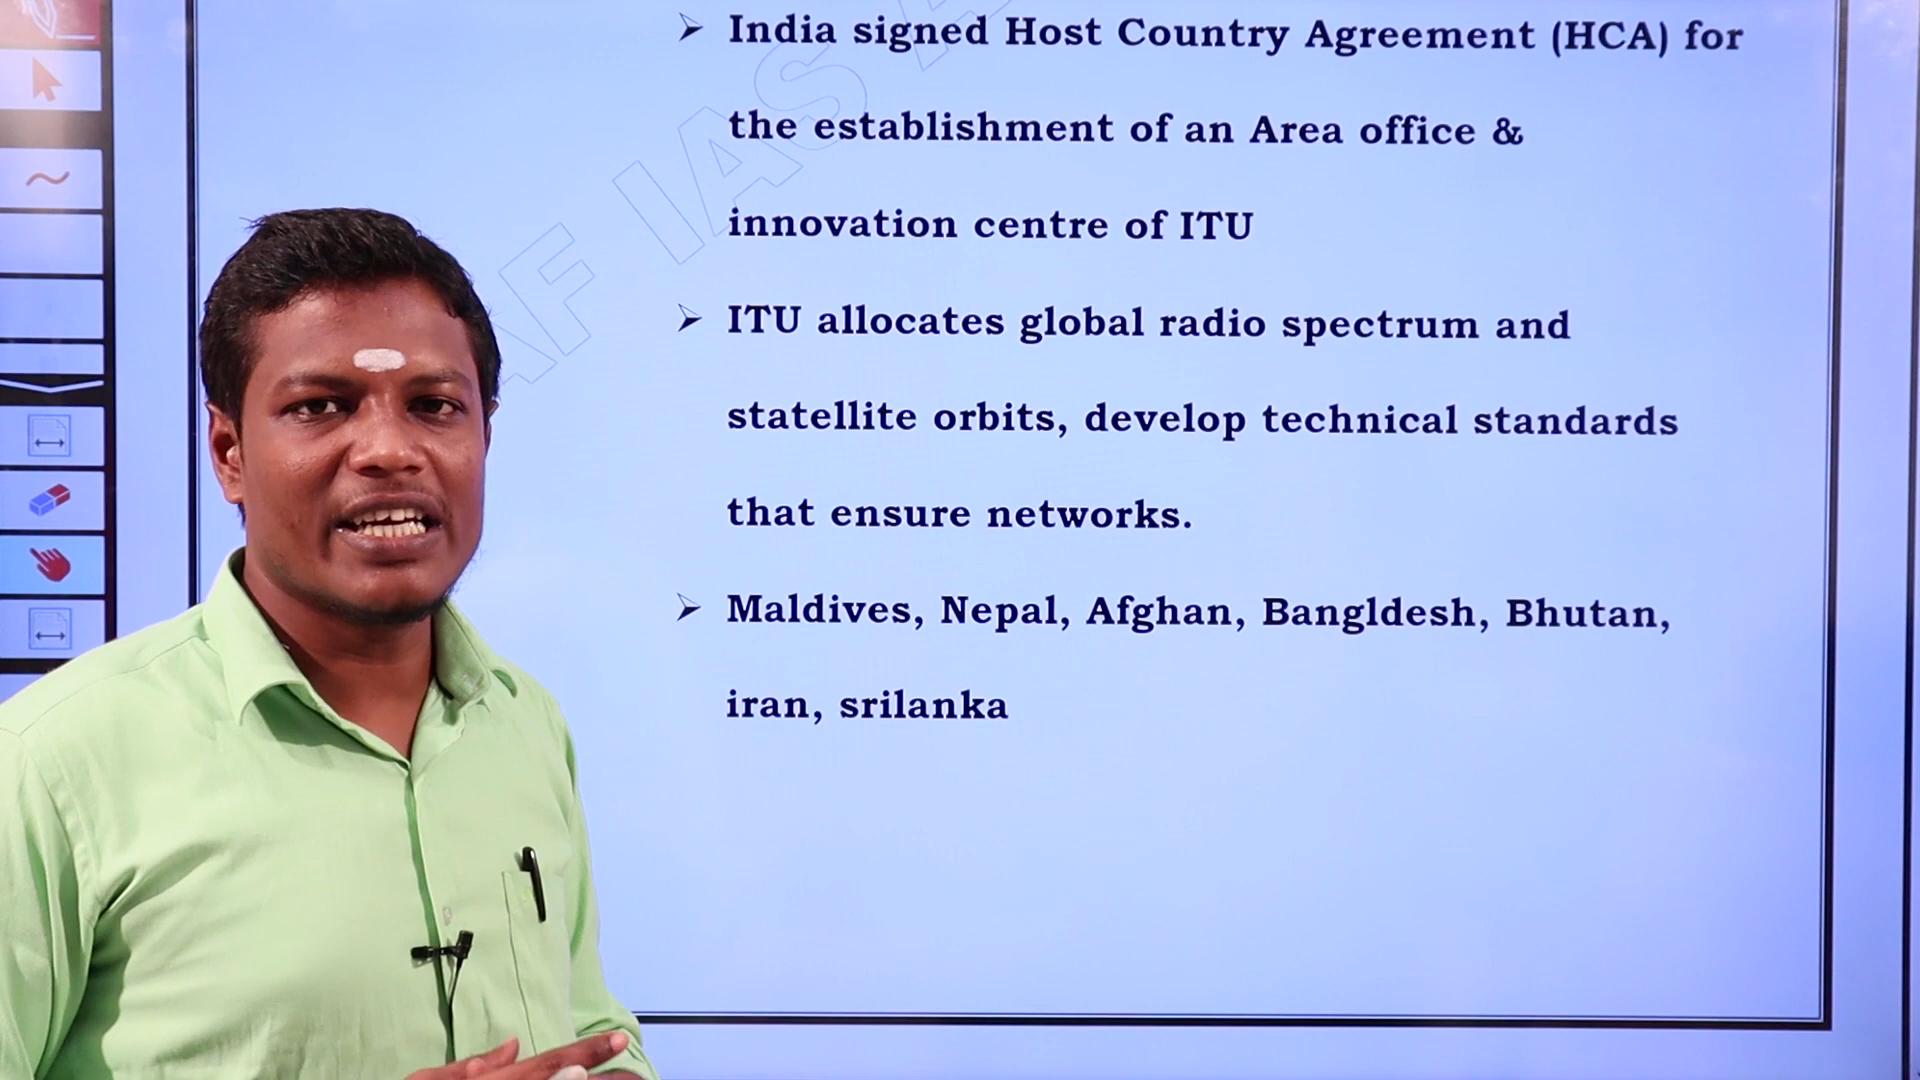 ➢ India signed Host Country Agreement (HCA) for
the establishment of an Area office &
innovation centre of ITU
➢ ITU allocates global radio spectrum and
statellite orbits, develop technical standards
that ensure networks.
➢ Maldives, Nepal, Afghan, Bangldesh, Bhutan,
iran, srilanka
AF IAS A